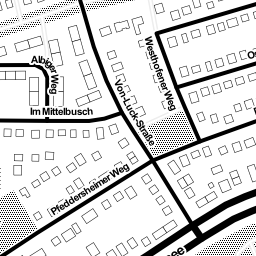 Westhofener Weg
Albiger Weg
Von-Luck-Straße
Im Mittelbusch
Pfeddersheimer Weg